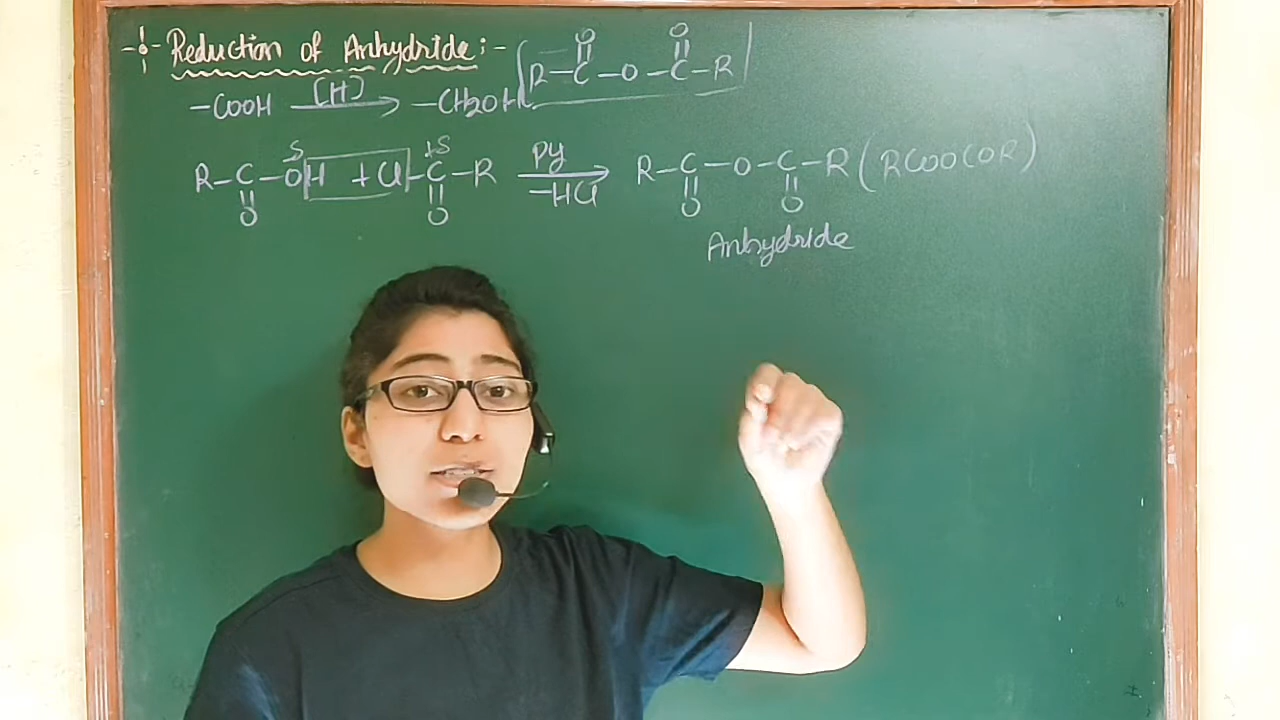 Reduction of Anhydride :-
O O
R-C-O-C-R
-COOH [H] -CH2OH
R-C-OH + Cl-C-R Py -HCl R-C-O-C-R (RCOOCOR)
O O O O
Anhydride